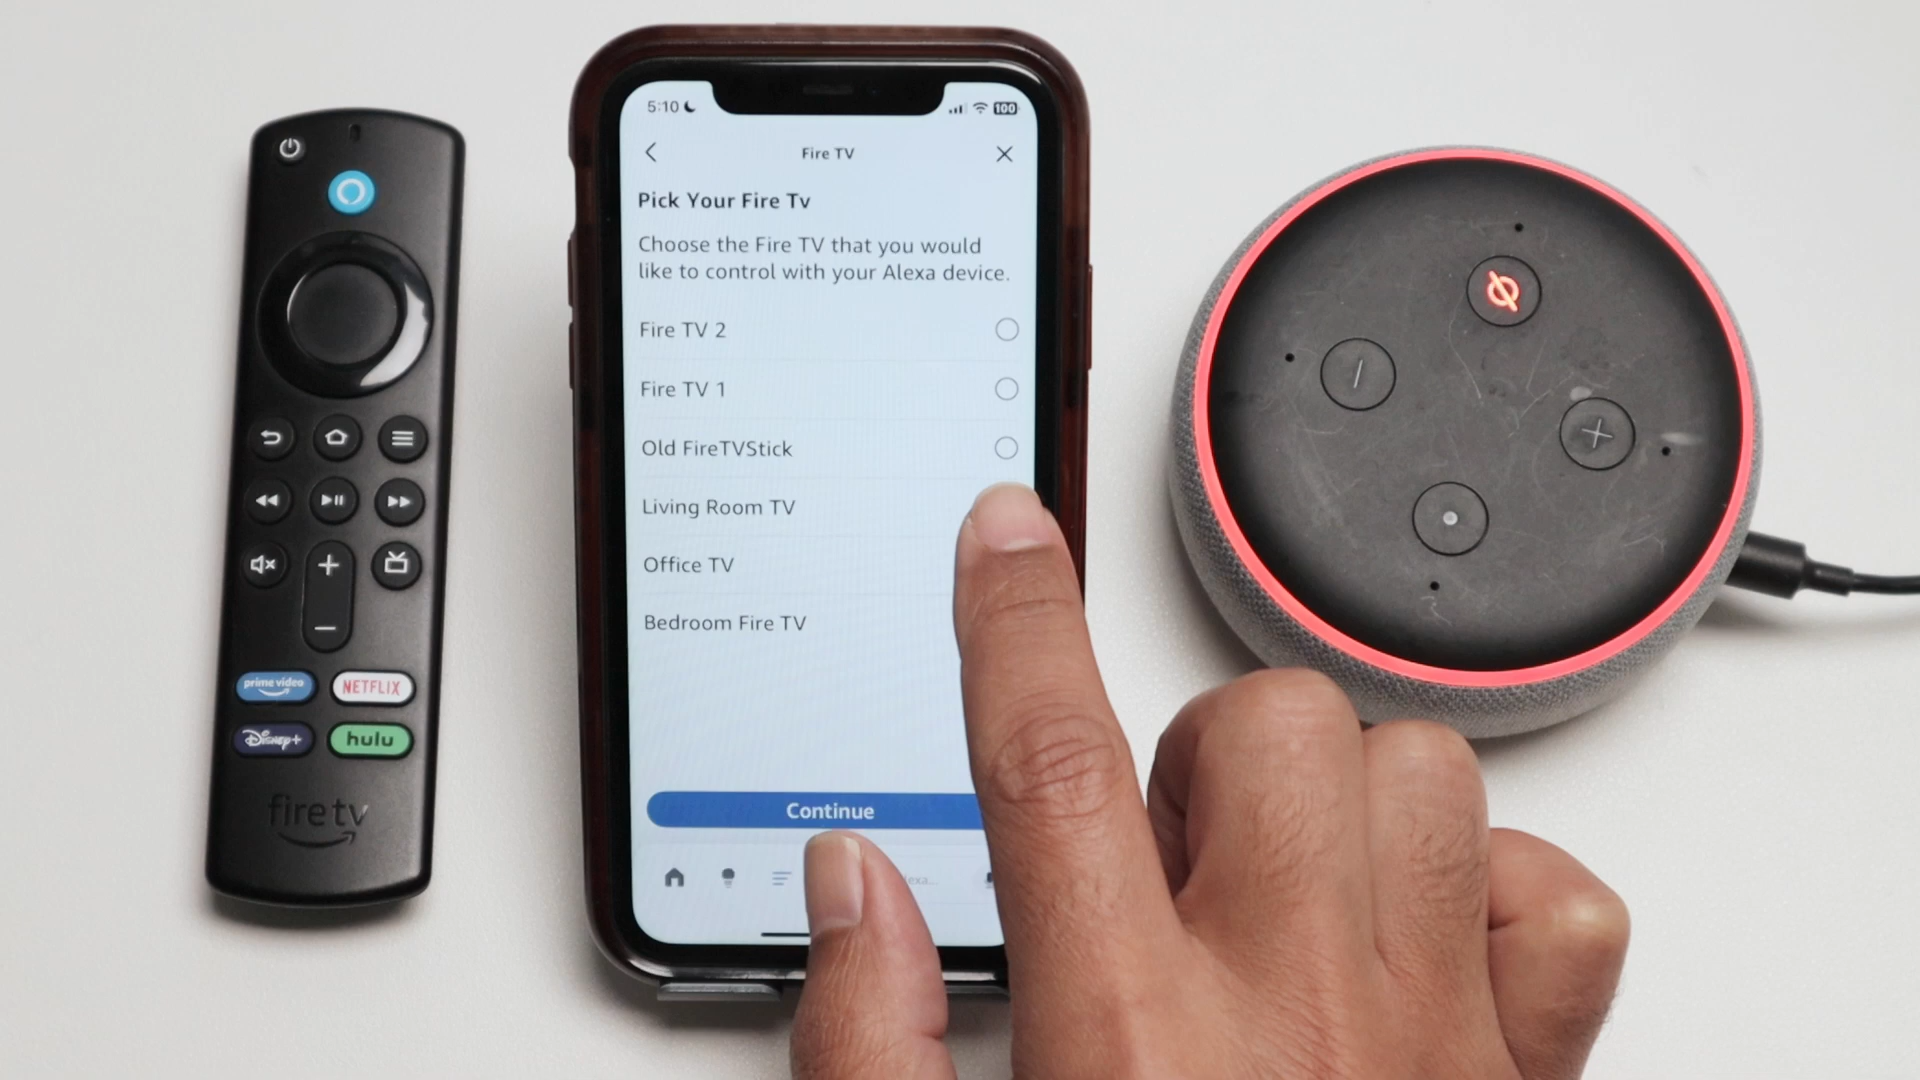 5:10
100
Fire TV
Pick Your Fire Tv
Choose the Fire TV that you would
like to control with your Alexa device.
Fire TV 2
Fire TV 1
Old FireTVStick
Living Room TV
Office TV
Bedroom Fire TV
Continue
lexa...
prime video
NETFLIX
Disney+
hulu
fire tv